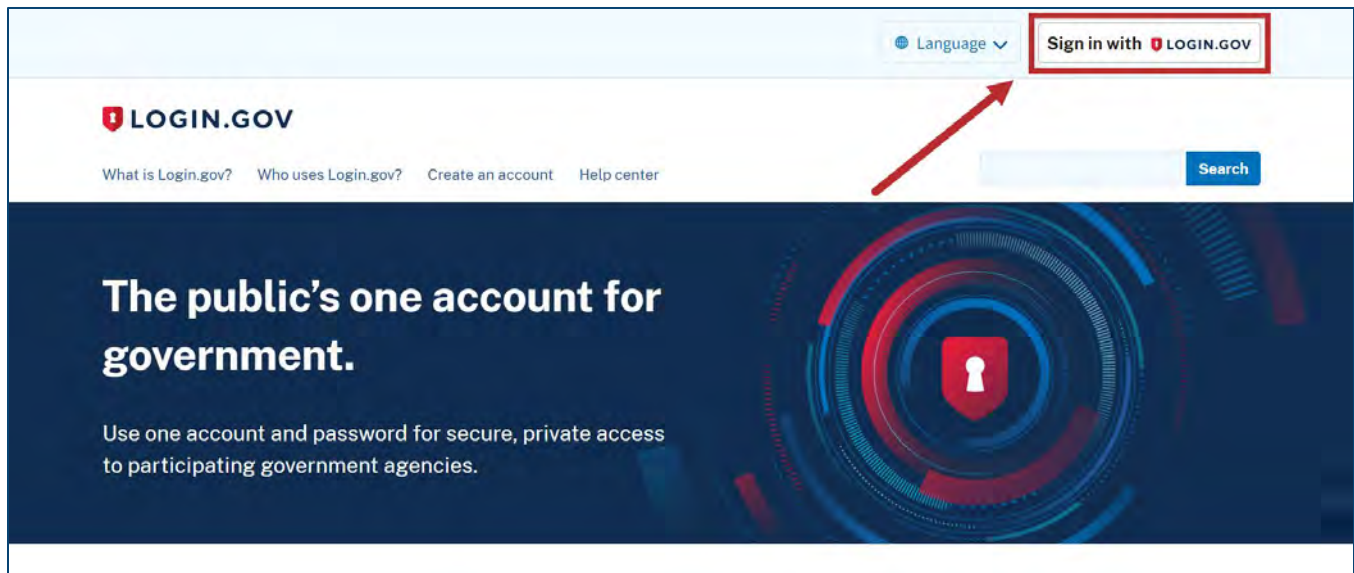 Language
Sign in with LOGIN.GOV
LOGIN.GOV
What is Login.gov? Who uses Login.gov? Create an account Help center
Search
The public’s one account for
government.
Use one account and password for secure, private access
to participating government agencies.